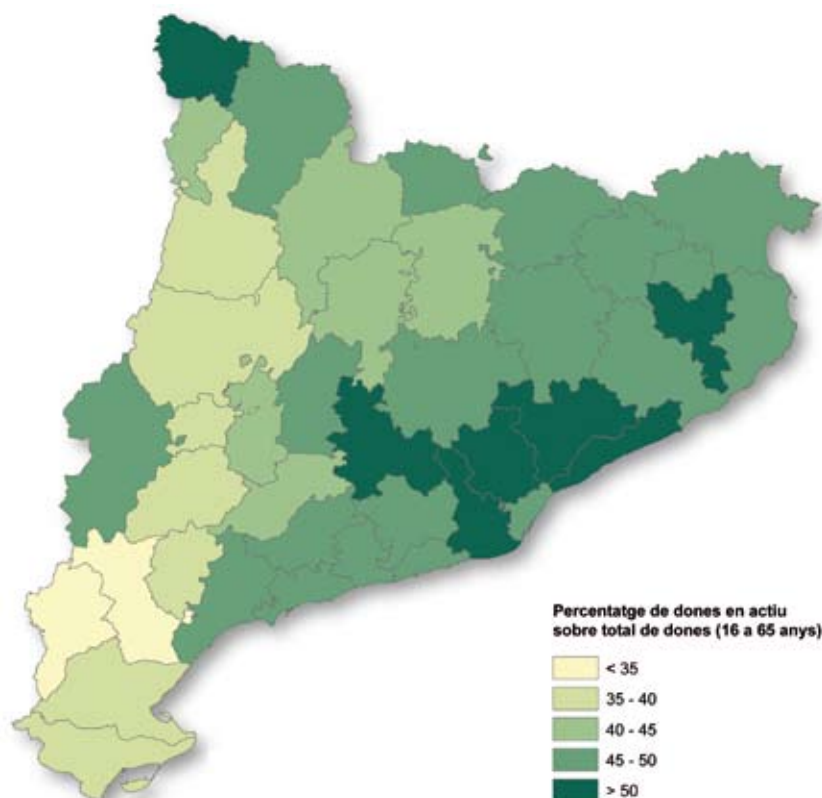 Percentatge de dones en actiu
sobre total de dones (16 a 65 anys)
< 35
35 - 40
40 - 45
45 - 50
> 50